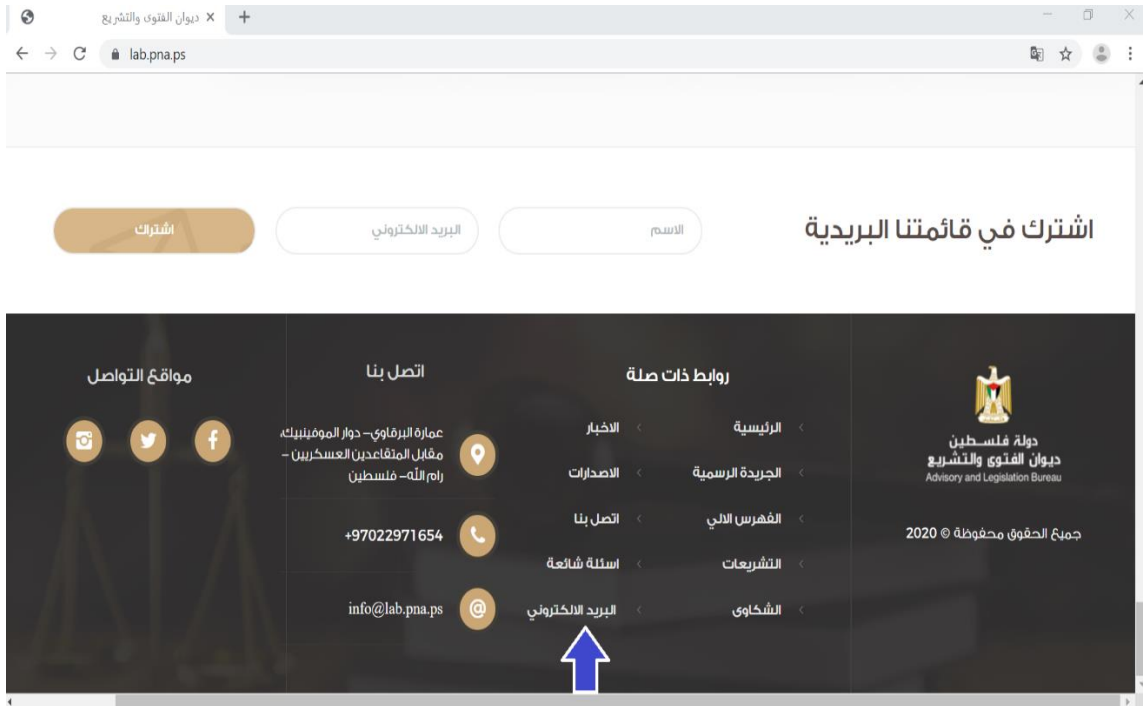 ديوان الفتوى والتشريع
lab.pna.ps
اشترك في قائمتنا البريدية
الاسم
البريد الالكتروني
اشتراك
دولة فلسطين
ديوان الفتوى والتشريع
Advisory and Legislation Bureau
جميع الحقوق محفوظة © 2020
روابط ذات صلة
الرئيسية
الجريدة الرسمية
الفهرس الالي
التشريعات
الشكاوى
الاخبار
الاصدارات
اتصل بنا
اسئلة شائعة
البريد الالكتروني
اتصل بنا
عمارة البرقاوي– دوار الموفينبيك،
مقابل المتقاعدين العسكريين –
رام الله– فلسطين
+97022971654
info@lab.pna.ps
مواقع التواصل